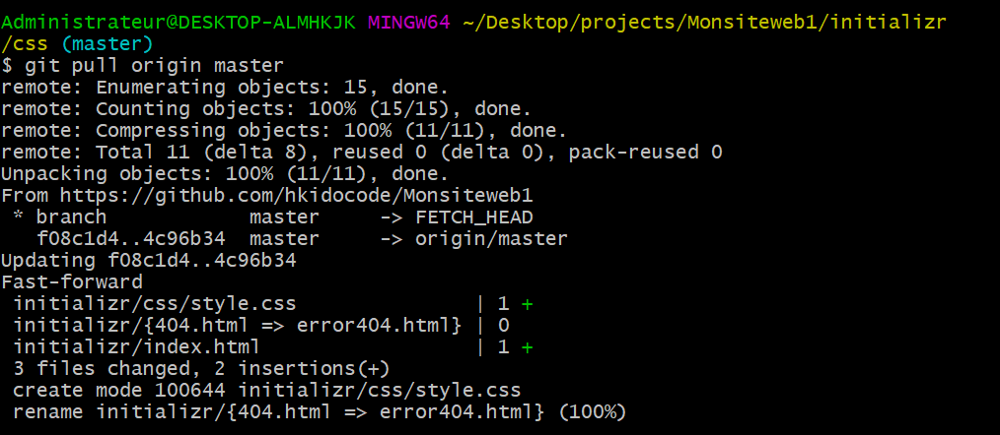 Administrateur@DESKTOP-ALMHKJK MINGW64 ~/Desktop/projects/Monsiteweb1/initializr
/css (master)
$ git pull origin master
remote: Enumerating objects: 15, done.
remote: Counting objects: 100% (15/15), done.
remote: Compressing objects: 100% (11/11), done.
remote: Total 11 (delta 8), reused 0 (delta 0), pack-reused 0
Unpacking objects: 100% (11/11), done.
From https://github.com/hkidocode/Monsiteweb1
 * branch            master     -> FETCH_HEAD
   f08c1d4..4c96b34  master     -> origin/master
Updating f08c1d4..4c96b34
Fast-forward
 initializr/css/style.css               | 1 +
 initializr/{404.html => error404.html} | 0
 initializr/index.html                  | 1 +
 3 files changed, 2 insertions(+)
 create mode 100644 initializr/css/style.css
 rename initializr/{404.html => error404.html} (100%)